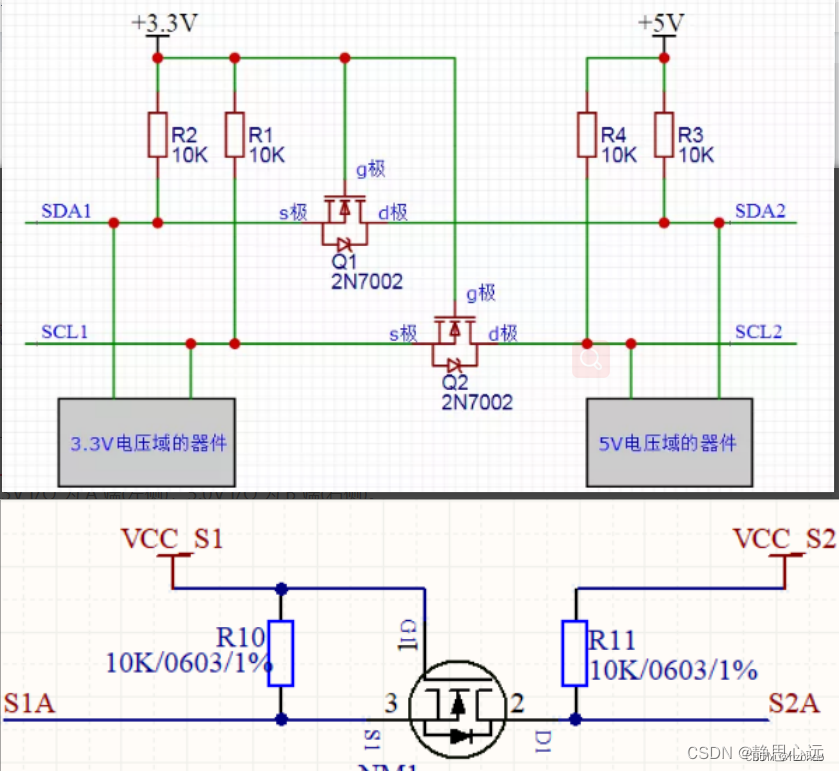 +3.3V
+5V
R2
10K
R1
10K
R4
10K
R3
10K
g极
SDA1
s极
d极
SDA2
Q1
2N7002
g极
SCL1
s极
d极
SCL2
Q2
2N7002
3.3V电压域的器件
5V电压域的器件
VCC_S1
VCC_S2
R10
10K/0603/1%
G1
1
R11
10K/0603/1%
S1A
3
2
S2A
S1
D1
CSDN @静思心远